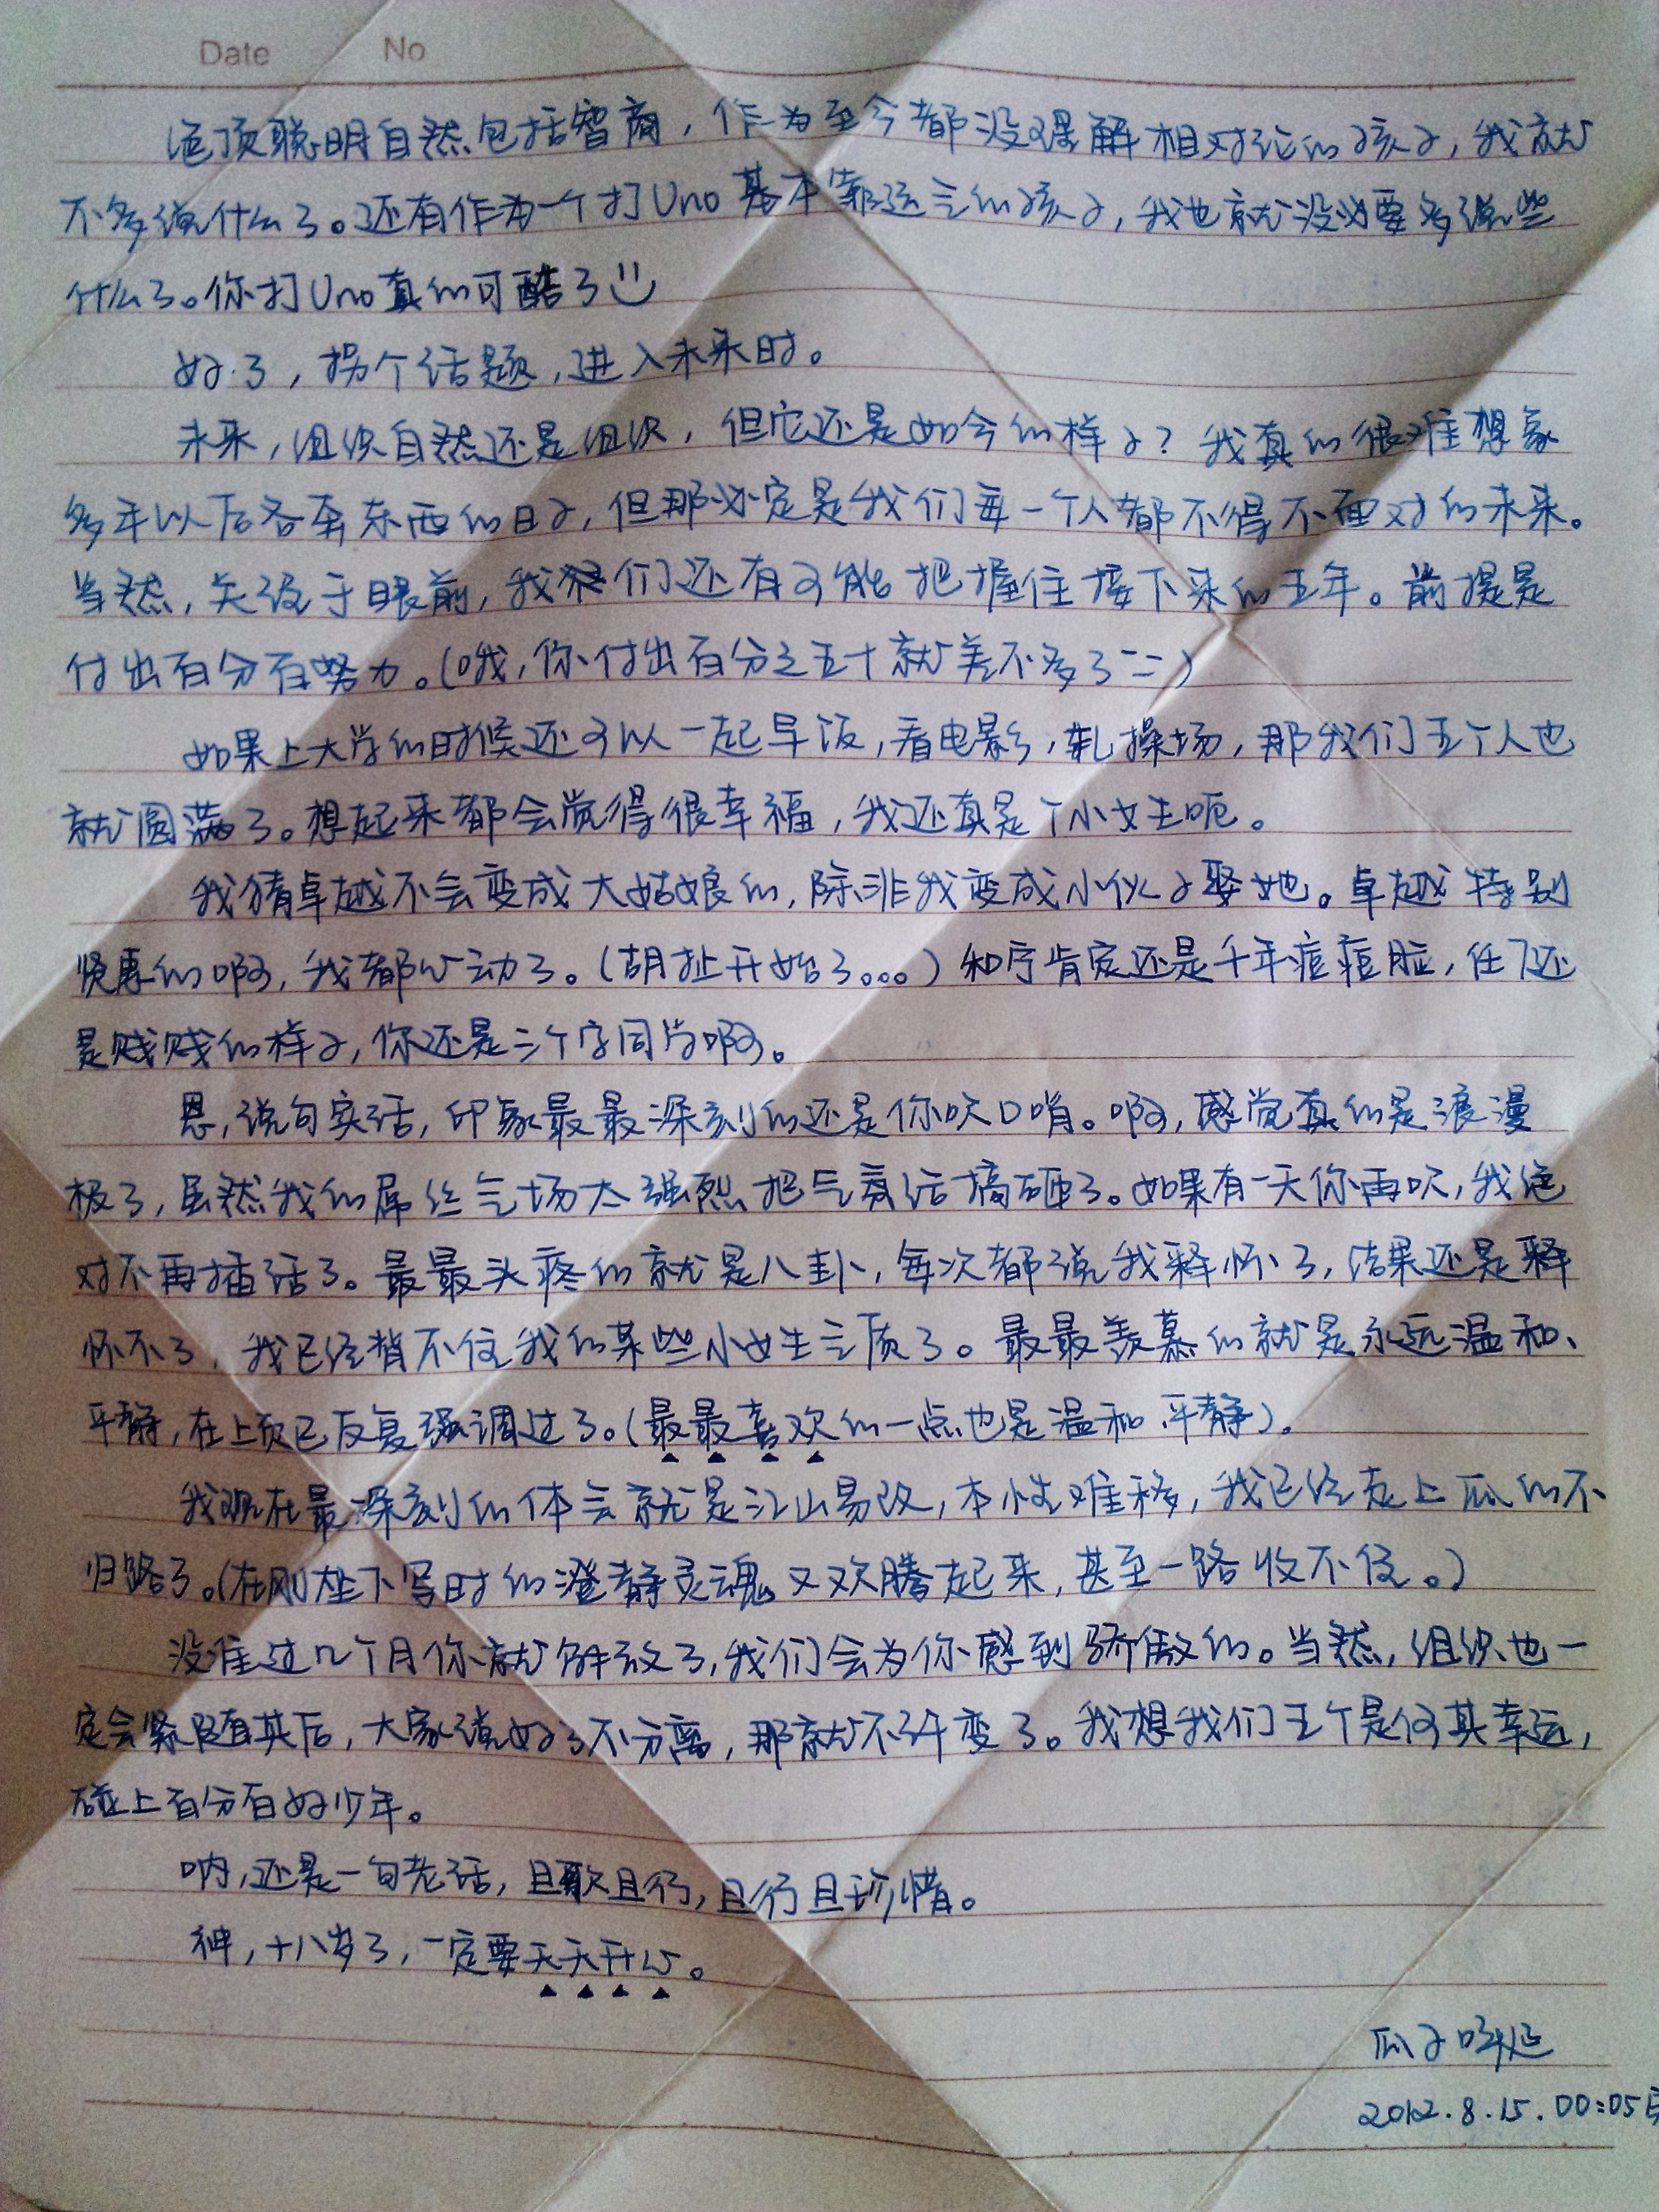 Date No
绝顶聪明自然包括智商，作为至今都没理解相对论的孩子，我就
不多说什么了。还有作为一个打Uno基本靠运气的孩子，我也就没必要多说些
什么了。你打Uno真的可酷了
好了，拐个话题，进入未来时。
未来，组织自然还是组织，但它还是如今的样子？我真的很难想象
多年以后各奔东西的日子，但那必定是我们每一个人都不得不面对的未来。
当然，矢设于眼前，我们还有可能把握住接下来的五年。前提是
付出百分百努力。(哦，你付出百分之五十就差不多了==)
如果上大学的时候还可以一起早饭，看电影，轧操场，那我们五个人也
就圆满了。想起来都会觉得很幸福，我还真是个小女生呃。
我猜卓越不会变成大姑娘的，除非我变成小伙子娶她。卓越特别
贤惠的啊，我都心动了。(胡扯开始了。。。)和宁肯定还是千年痘痘脸，任了还
是贱贱的样子，你还是三个字同学啊。
恩，说句实话，印象最最深刻的还是你吹口哨。啊，感觉真的是浪漫
极了，虽然我的屌丝气场太强烈把气氛给搞砸了。如果有一天你再吹，我绝
对不再插话了。最最头疼的就是八卦，每次都说我释怀了，结果还是释
怀不了，我已经掩不住我的某些小女生气质了。最最羡慕的就是永远温和、
平静，在上页已反复强调过了。(最最喜欢的一点也是温和平静)。
我现在最深刻的体会就是江山易改，本性难移，我已经走上瓜的不
归路了。(在刚坐下写时的澄静灵魂又欢腾起来，甚至一路收不住。)
没准过几个月你就解放了，我们会为你感到骄傲的。当然，组织也一
定会紧随其后，大家说好了不分离，那就不许变了。我想我们五个是何其幸运，
碰上百分百好少年。
呐，还是一句老话，且歌且行，且行且珍惜。
神，十八岁了，一定要天天开心。
瓜子
2012.8.15.00:05